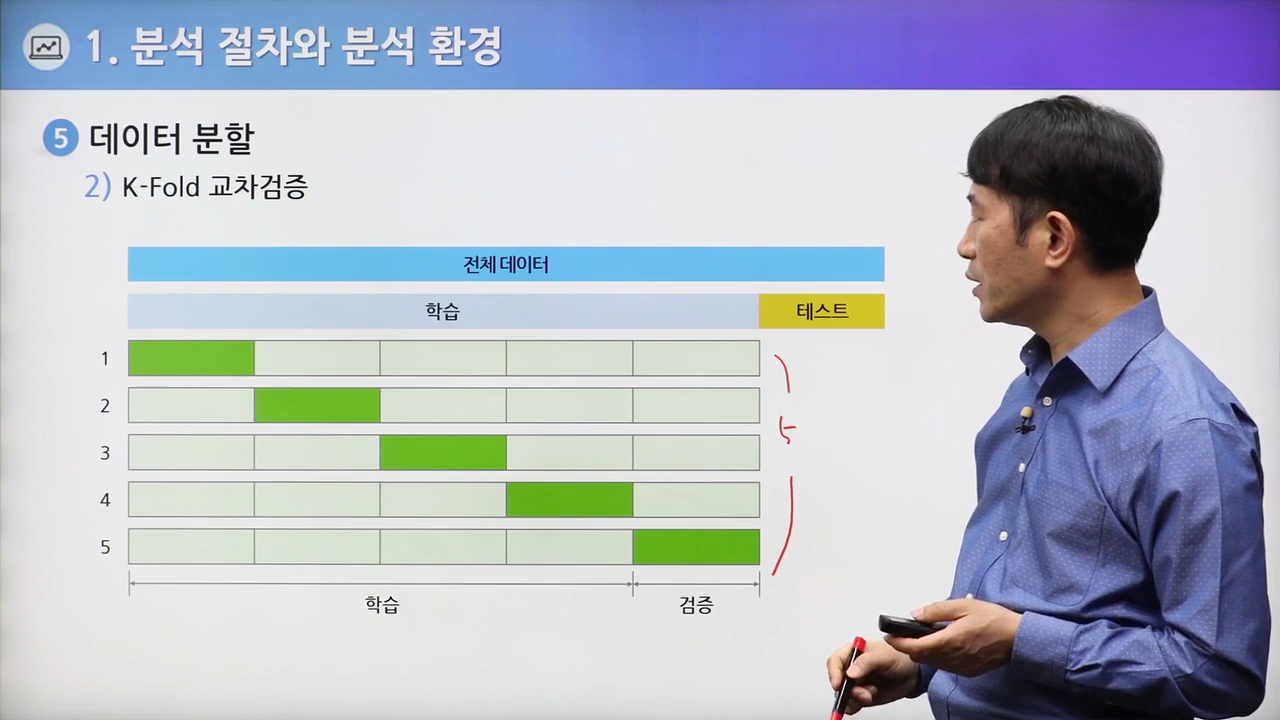 1. 분석 절차와 분석 환경
5 데이터 분할
2) K-Fold 교차검증
전체 데이터
학습 테스트
1
2
3
4
5
5
학습 검증